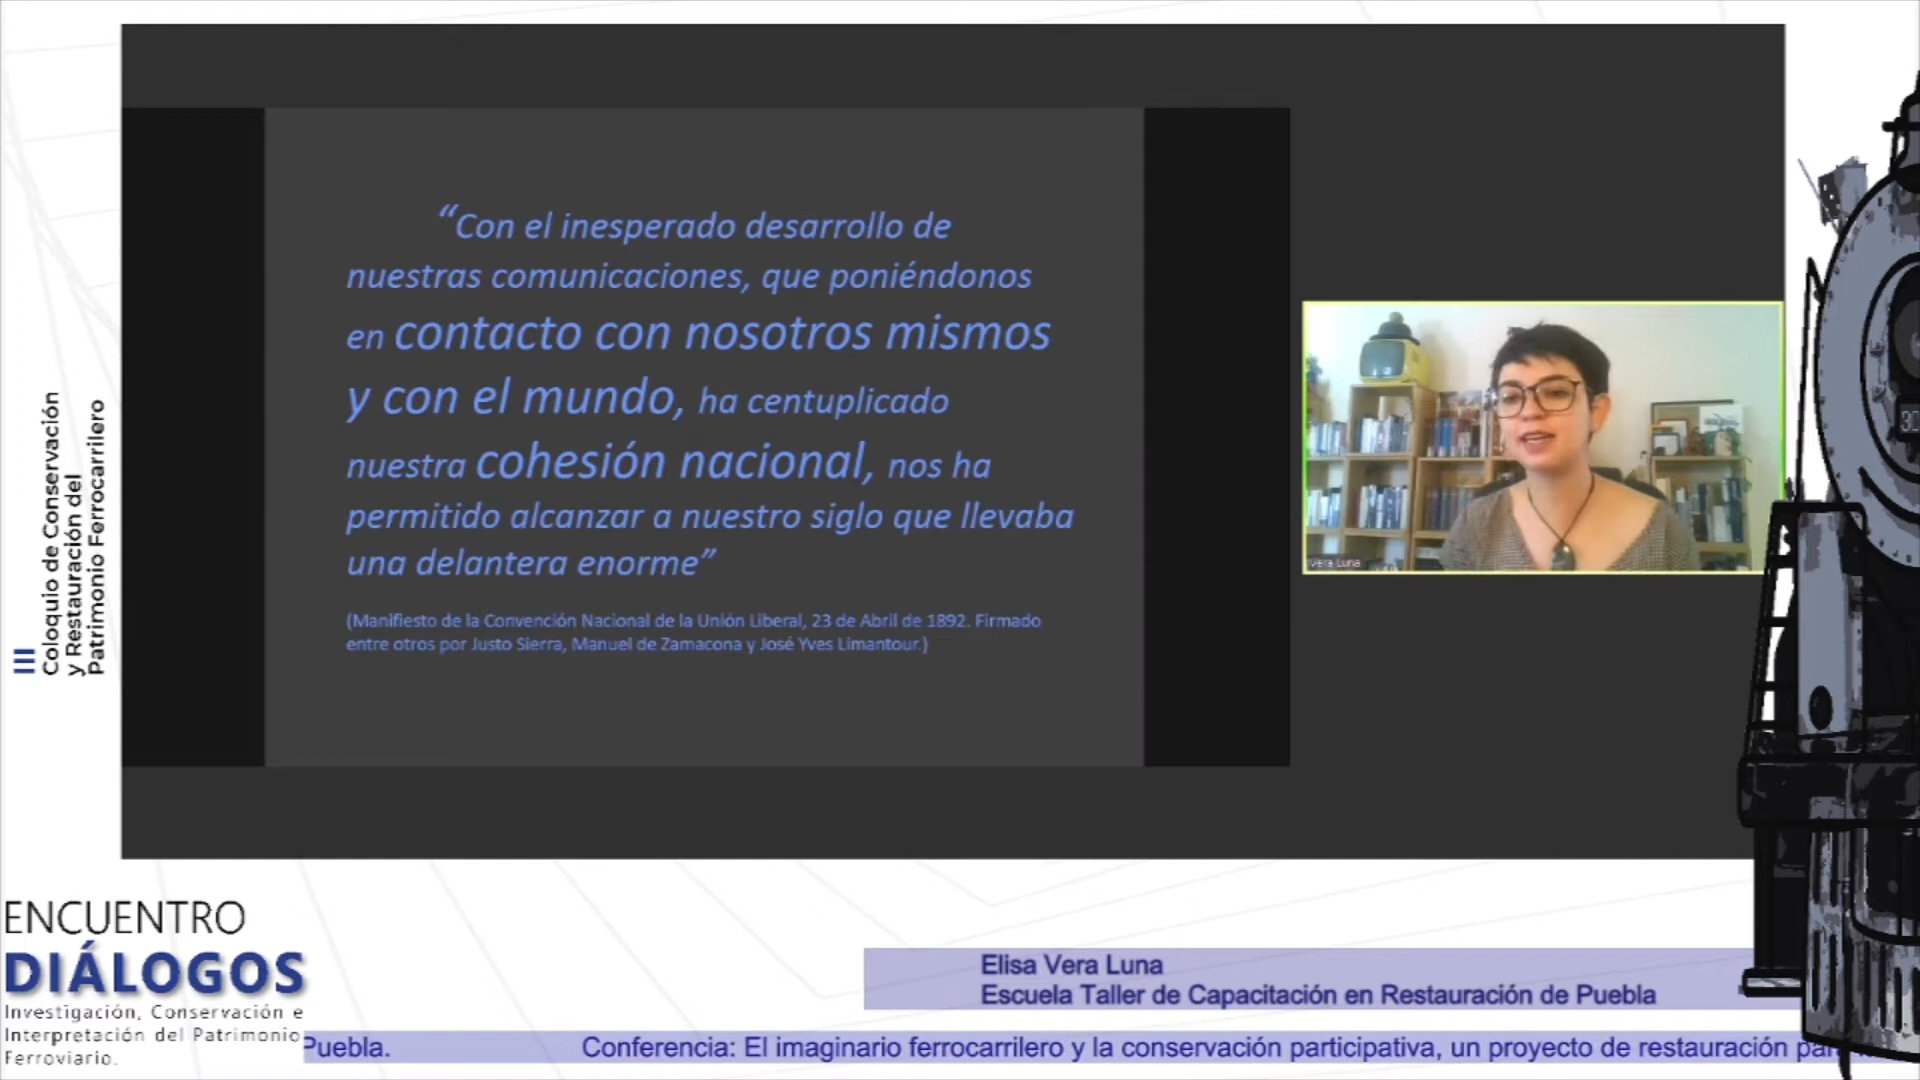 “Con el inesperado desarrollo de
nuestras comunicaciones, que poniéndonos
en contacto con nosotros mismos
y con el mundo, ha centuplicado
nuestra cohesión nacional, nos ha
permitido alcanzar a nuestro siglo que llevaba
una delantera enorme”
(Manifiesto de la Convención Nacional de la Unión Liberal, 23 de Abril de 1892. Firmado
entre otros por Justo Sierra, Manuel de Zamacona y José Yves Limantour.)
Vera Luna
III
Coloquio de Conservación
y Restauración del
Patrimonio Ferrocarrilero
ENCUENTRO
DIÁLOGOS
Investigación, Conservación e
Interpretación del Patrimonio
Ferroviario.
Elisa Vera Luna
Escuela Taller de Capacitación en Restauración de Puebla
Puebla. Conferencia: El imaginario ferrocarrilero y la conservación participativa, un proyecto de restauración